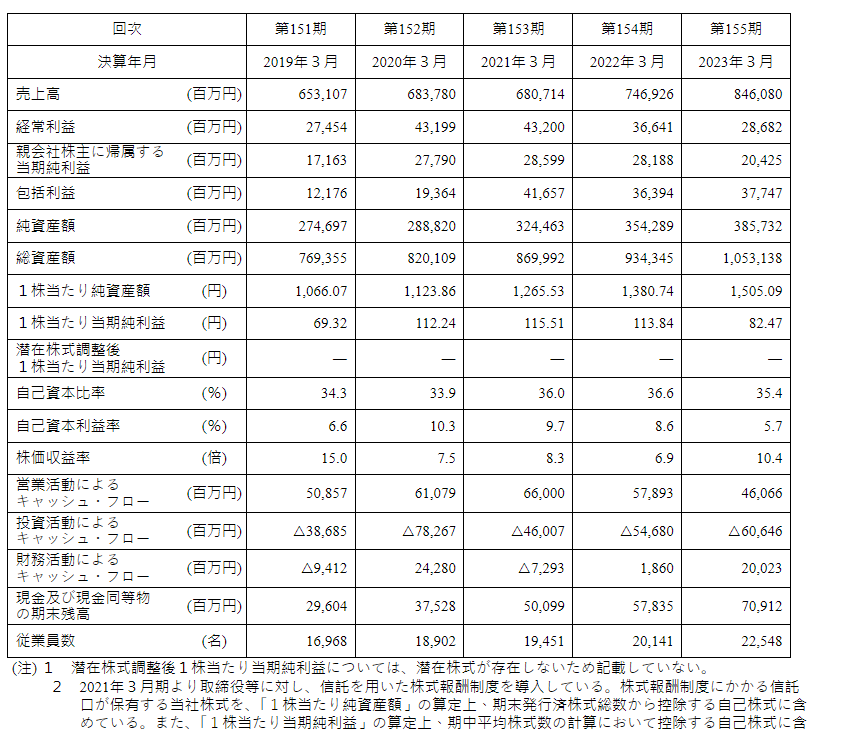 回次 第151期 第152期 第153期 第154期 第155期
決算年月 2019年３月 2020年３月 2021年３月 2022年３月 2023年３月
売上高 (百万円) 653,107 683,780 680,714 746,926 846,080
経常利益 (百万円) 27,454 43,199 43,200 36,641 28,682
親会社株主に帰属する
当期純利益 (百万円) 17,163 27,790 28,599 28,188 20,425
包括利益 (百万円) 12,176 19,364 41,657 36,394 37,747
純資産額 (百万円) 274,697 288,820 324,463 354,289 385,732
総資産額 (百万円) 769,355 820,109 869,992 934,345 1,053,138
１株当たり純資産額 (円) 1,066.07 1,123.86 1,265.53 1,380.74 1,505.09
１株当たり当期純利益 (円) 69.32 112.24 115.51 113.84 82.47
潜在株式調整後
１株当たり当期純利益 (円) ― ― ― ― ―
自己資本比率 (％) 34.3 33.9 36.0 36.6 35.4
自己資本利益率 (％) 6.6 10.3 9.7 8.6 5.7
株価収益率 (倍) 15.0 7.5 8.3 6.9 10.4
営業活動による
キャッシュ・フロー (百万円) 50,857 61,079 66,000 57,893 46,066
投資活動による
キャッシュ・フロー (百万円) △38,685 △78,267 △46,007 △54,680 △60,646
財務活動による
キャッシュ・フロー (百万円) △9,412 24,280 △7,293 1,860 20,023
現金及び現金同等物
の期末残高 (百万円) 29,604 37,528 50,099 57,835 70,912
従業員数 (名) 16,968 18,902 19,451 20,141 22,548
(注) １ 潜在株式調整後１株当たり当期純利益については、潜在株式が存在しないため記載していない。
２ 2021年３月期より取締役等に対し、信託を用いた株式報酬制度を導入している。株式報酬制度にかかる信託
口が保有する当社株式を、「１株当たり純資産額」の算定上、期末発行済株式総数から控除する自己株式に含
めている。また、「１株当たり当期純利益」の算定上、期中平均株式数の計算において控除する自己株式に含